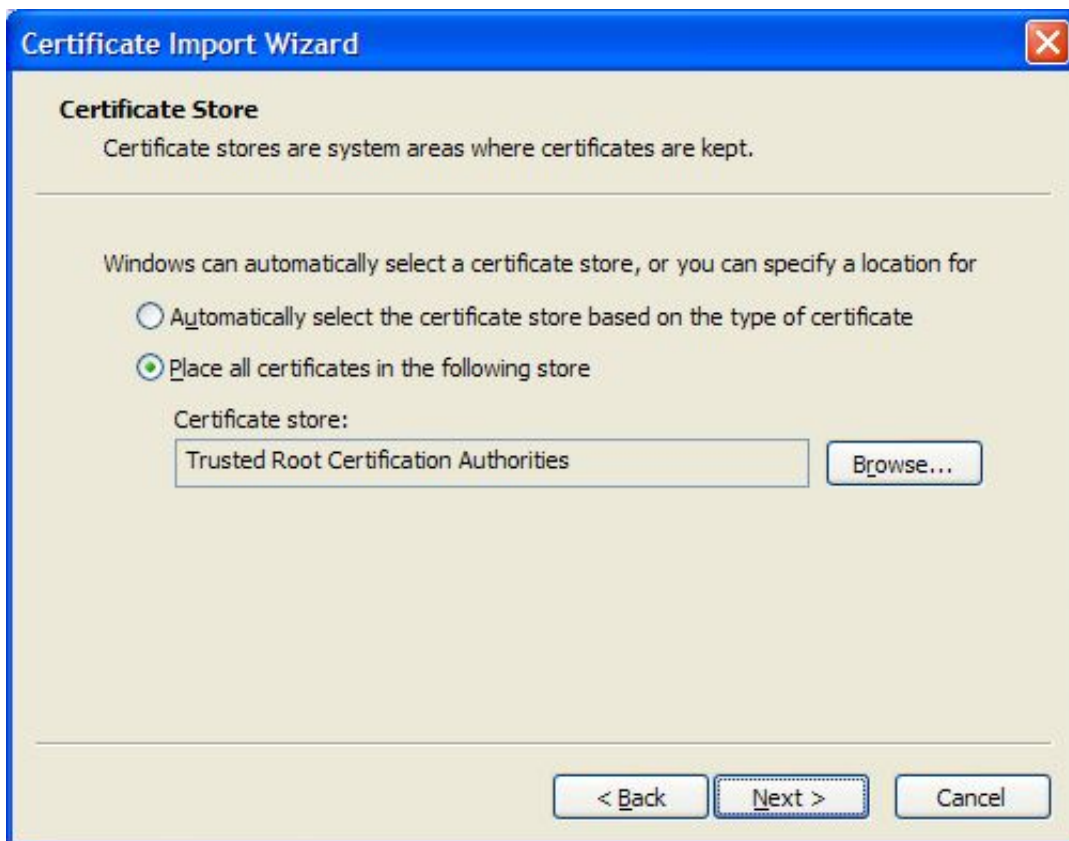 Certificate Import Wizard
Certificate Store
Certificate stores are system areas where certificates are kept.
Windows can automatically select a certificate store, or you can specify a location for
Automatically select the certificate store based on the type of certificate
Place all certificates in the following store
Certificate store:
Trusted Root Certification Authorities
Browse...
< Back
Next >
Cancel